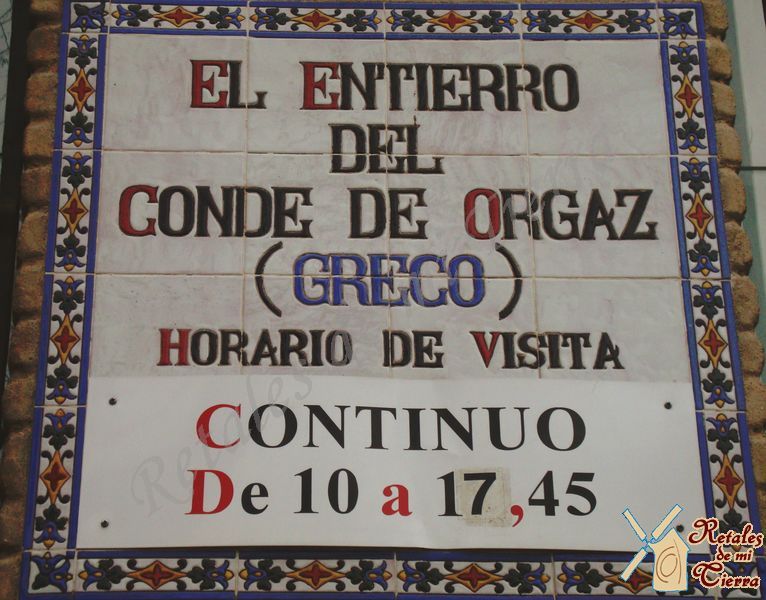 EL ENTIERRO
DEL
CONDE DE ORGAZ
(GRECO)
HORARIO DE VISITA
CONTINUO
De 10 a 17,45
Retales
de mi
Tierra